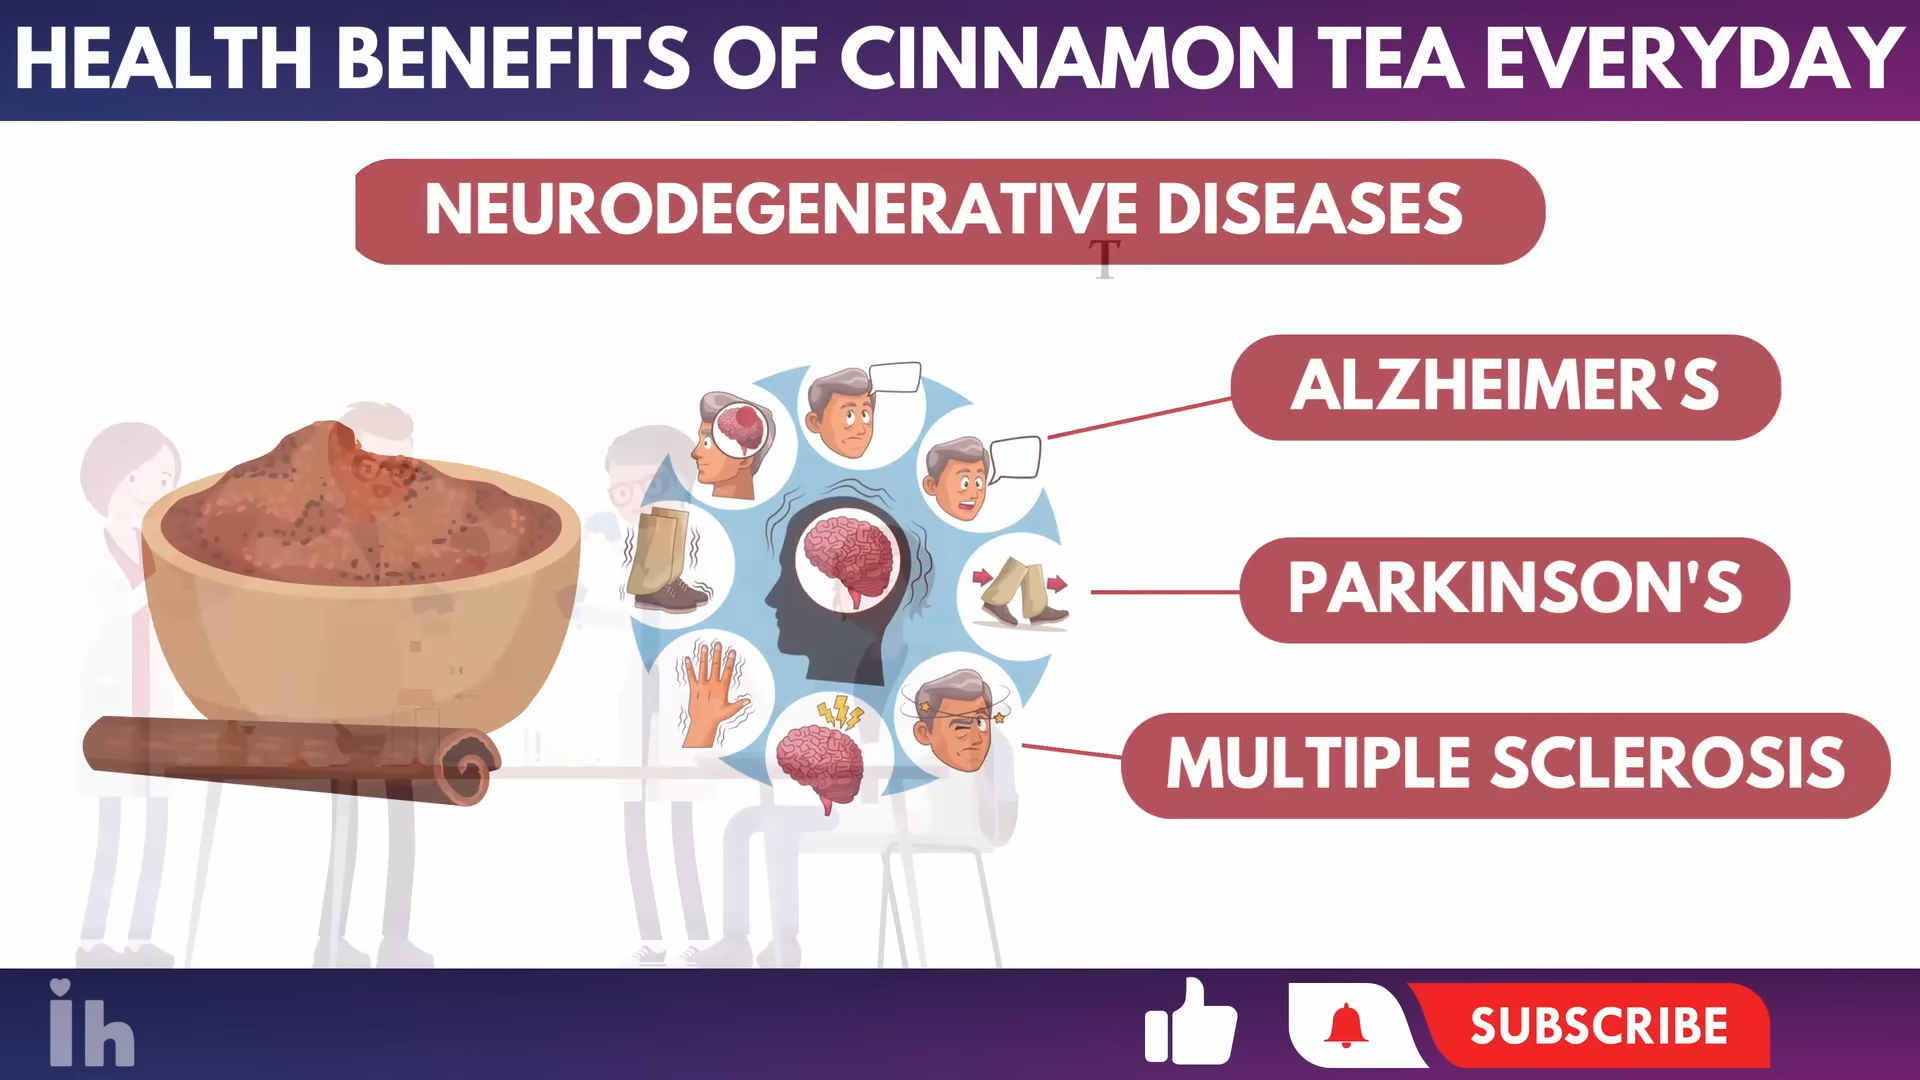 HEALTH BENEFITS OF CINNAMON TEA EVERYDAY
NEURODEGENERATIVE DISEASES
T
ALZHEIMER'S
PARKINSON'S
MULTIPLE SCLEROSIS
ih
SUBSCRIBE